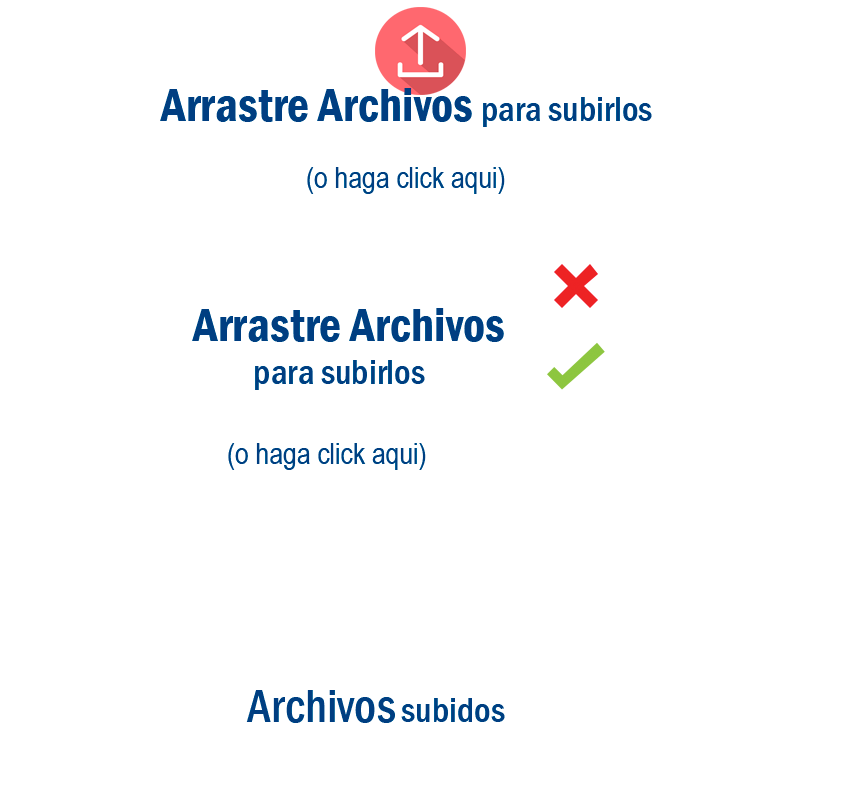 Arrastre Archivos para subirlos
(o haga click aqui)
Arrastre Archivos
para subirlos
(o haga click aqui)
Archivos subidos